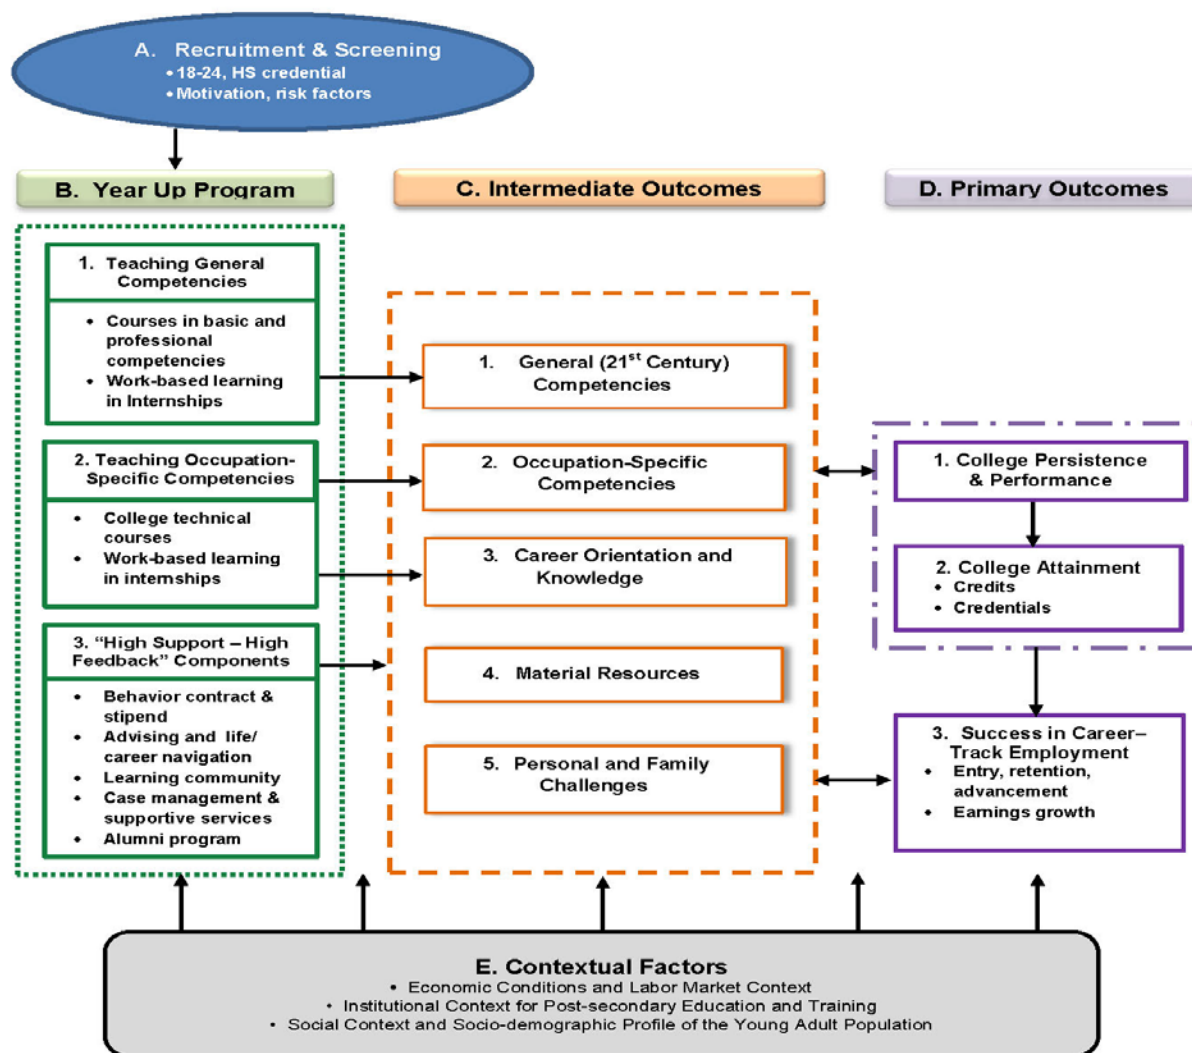 A. Recruitment & Screening
• 18-24, HS credential
• Motivation, risk factors
B. Year Up Program
C. Intermediate Outcomes
D. Primary Outcomes
1. Teaching General
Competencies
• Courses in basic and
professional
competencies
• Work-based learning
in Internships
2. Teaching Occupation-
Specific Competencies
• College technical
courses
• Work-based learning
in internships
3. “High Support – High
Feedback” Components
• Behavior contract &
stipend
• Advising and life/
career navigation
• Learning community
• Case management &
supportive services
• Alumni program
1. General (21st Century)
Competencies
2. Occupation-Specific
Competencies
3. Career Orientation and
Knowledge
4. Material Resources
5. Personal and Family
Challenges
1. College Persistence
& Performance
2. College Attainment
• Credits
• Credentials
3. Success in Career–
Track Employment
• Entry, retention,
advancement
• Earnings growth
E. Contextual Factors
• Economic Conditions and Labor Market Context
• Institutional Context for Post-secondary Education and Training
• Social Context and Socio-demographic Profile of the Young Adult Population